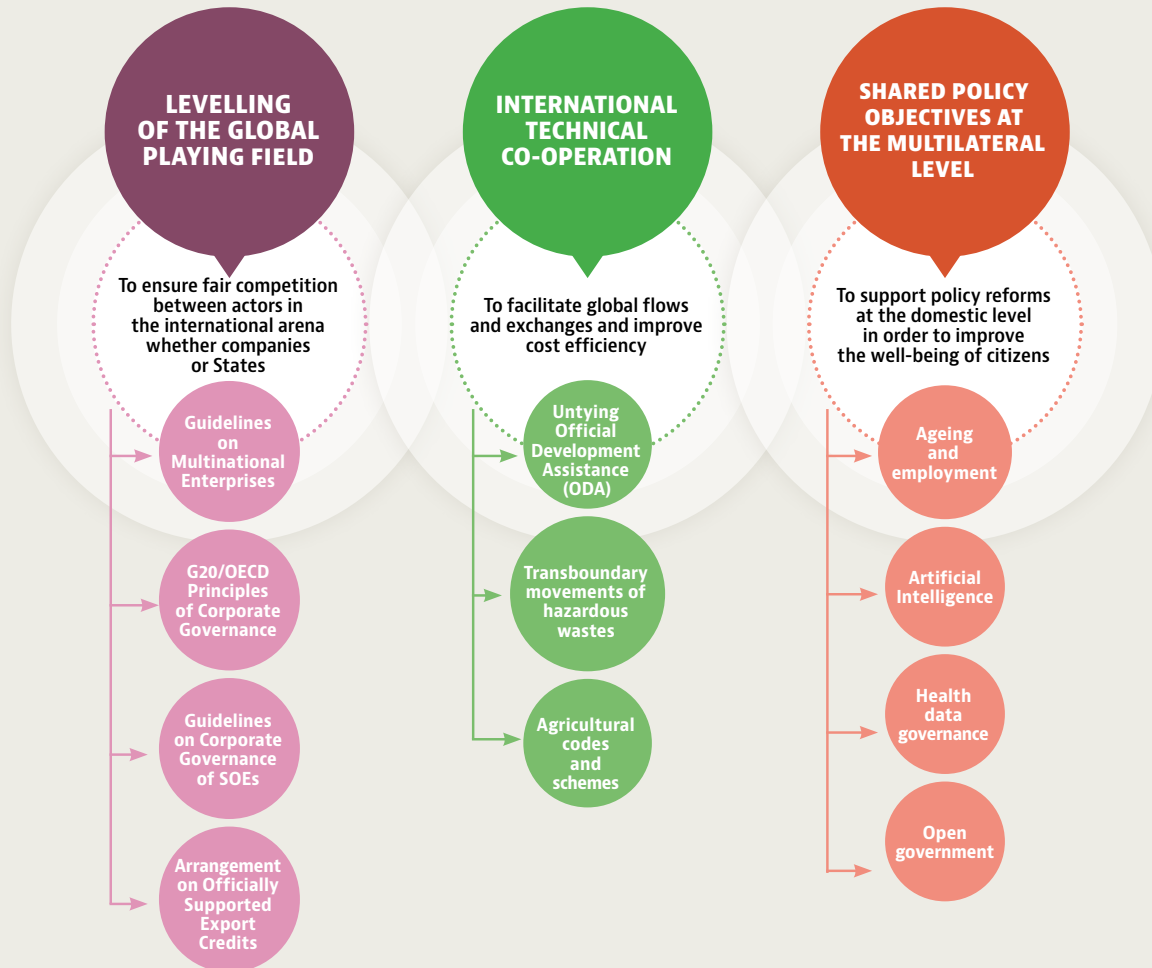 LEVELLING
OF THE GLOBAL
PLAYING FIELD
To ensure fair competition
between actors in
the international arena
whether companies
or States
Guidelines
on
Multinational
Enterprises
G20/OECD
Principles
of Corporate
Governance
Guidelines
on Corporate
Governance
of SOEs
Arrangement
on Officially
Supported
Export
Credits
INTERNATIONAL
TECHNICAL
CO-OPERATION
To facilitate global flows
and exchanges and improve
cost efficiency
Untying
Official
Development
Assistance
(ODA)
Transboundary
movements of
hazardous
wastes
Agricultural
codes
and
schemes
SHARED POLICY
OBJECTIVES AT
THE MULTILATERAL
LEVEL
To support policy reforms
at the domestic level
in order to improve
the well-being of citizens
Ageing
and
employment
Artificial
Intelligence
Health
data
governance
Open
government